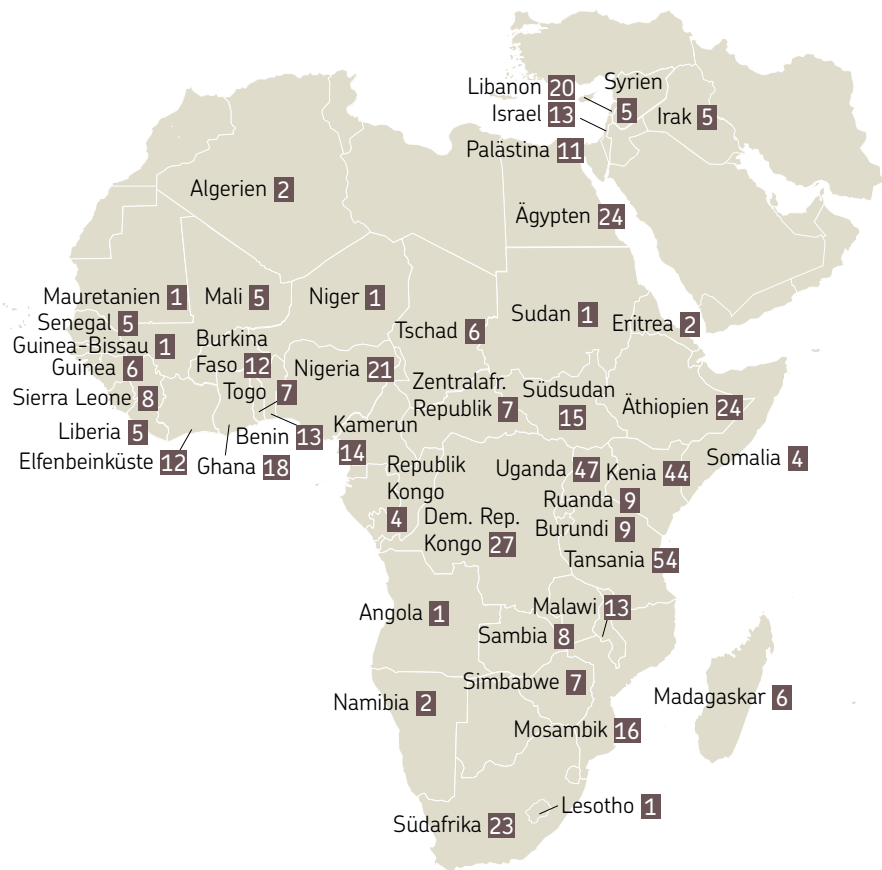 Libanon 20
Syrien
5
Israel 13
Irak 5
Palästina 11
Algerien 2
Ägypten 24
Mauretanien 1
Mali 5
Niger 1
Sudan 1
Eritrea 2
Senegal 5
Tschad 6
Guinea-Bissau 1
Burkina
Faso 12
Guinea 6
Nigeria 21
Zentralafr.
Republik 7
Südsudan
15
Äthiopien 24
Sierra Leone 8
Togo 7
Liberia 5
Benin 13
Kamerun
14
Elfenbeinküste 12
Ghana 18
Republik
Kongo
4
Uganda 47
Kenia 44
Somalia 4
Ruanda 9
Dem. Rep.
Kongo 27
Burundi 9
Tansania 54
Angola 1
Malawi 13
Sambia 8
Simbabwe 7
Namibia 2
Madagaskar 6
Mosambik 16
Lesotho 1
Südafrika 23